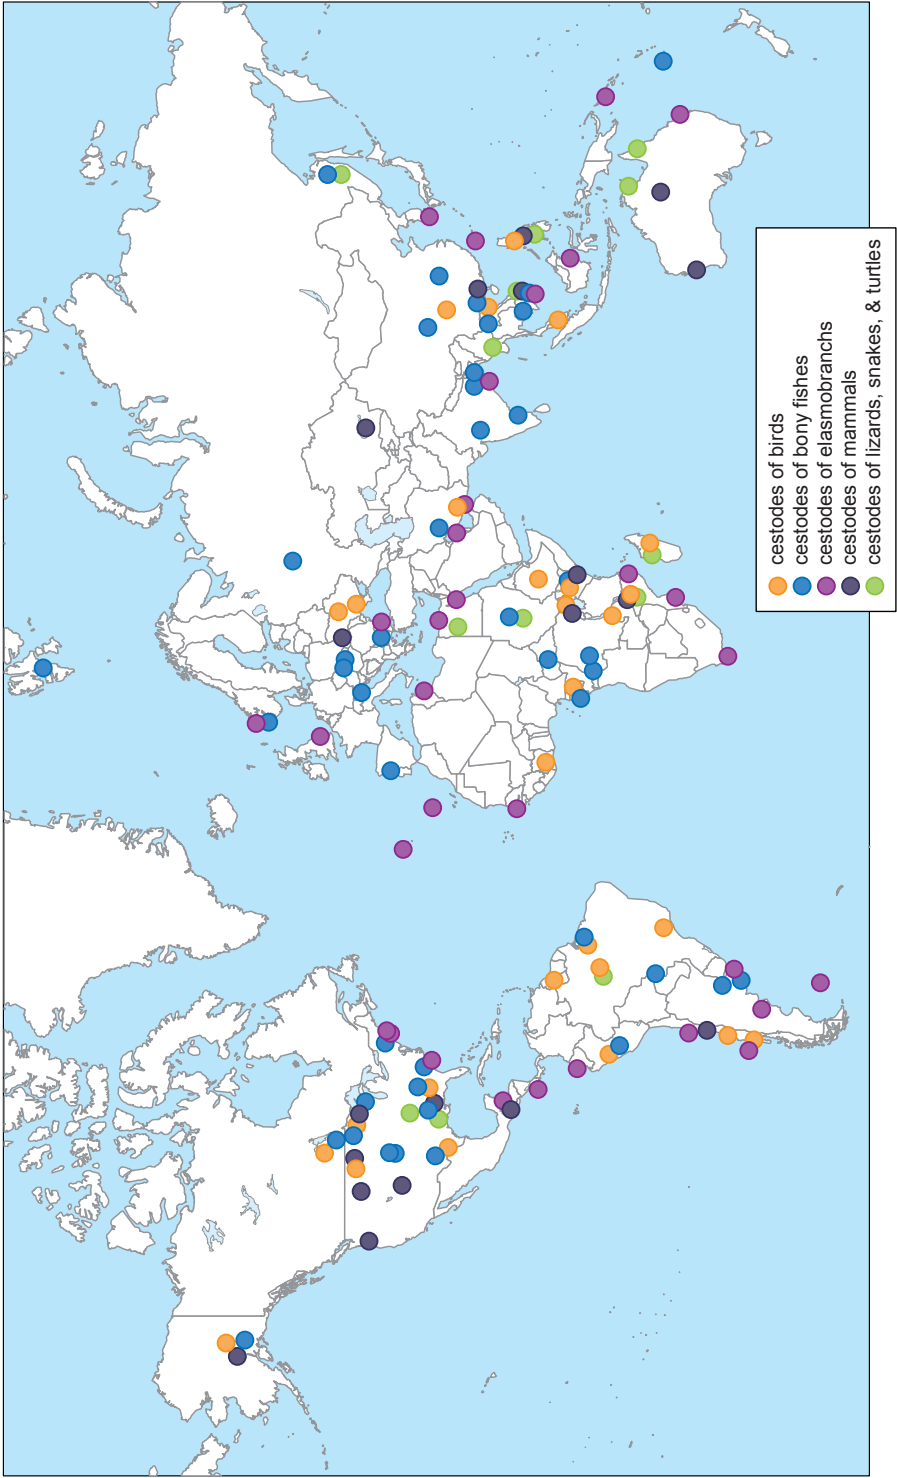 cestodes of birds
cestodes of bony fishes
cestodes of elasmobranchs
cestodes of mammals
cestodes of lizards, snakes, & turtles